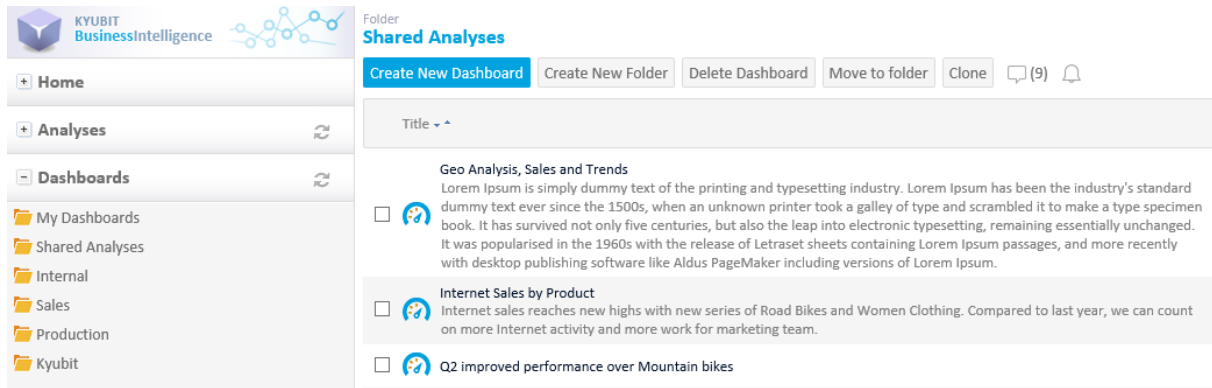 KYUBIT
BusinessIntelligence
Home
Analyses
Dashboards
My Dashboards
Shared Analyses
Internal
Sales
Production
Kyubit
Folder
Shared Analyses
Create New Dashboard
Create New Folder
Delete Dashboard
Move to folder
Clone
(9)
Title
Geo Analysis, Sales and Trends
Lorem Ipsum is simply dummy text of the printing and typesetting industry. Lorem Ipsum has been the industry's standard
dummy text ever since the 1500s, when an unknown printer took a galley of type and scrambled it to make a type specimen
book. It has survived not only five centuries, but also the leap into electronic typesetting, remaining essentially unchanged.
It was popularised in the 1960s with the release of Letraset sheets containing Lorem Ipsum passages, and more recently
with desktop publishing software like Aldus PageMaker including versions of Lorem Ipsum.
Internet Sales by Product
Internet sales reaches new highs with new series of Road Bikes and Women Clothing. Compared to last year, we can count
on more Internet activity and more work for marketing team.
Q2 improved performance over Mountain bikes